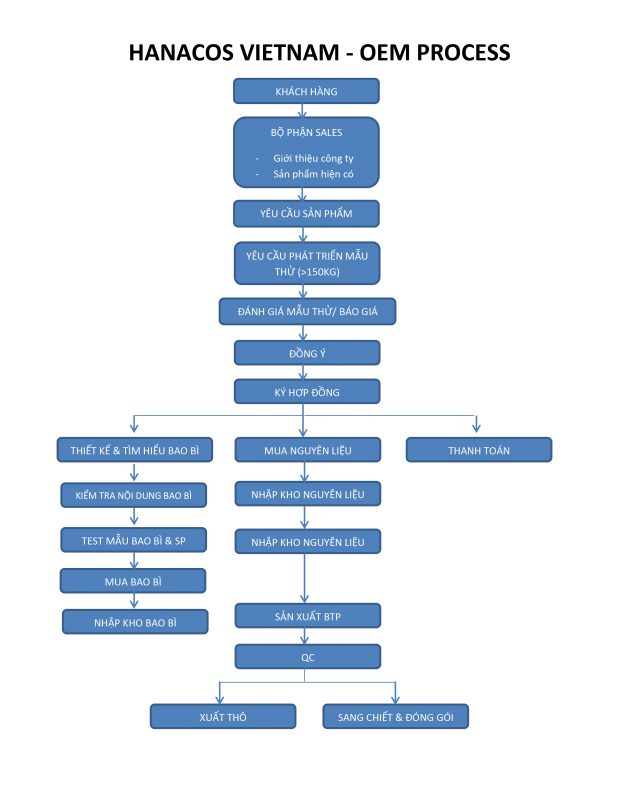 HANACOS VIETNAM - OEM PROCESS
KHÁCH HÀNG
BỘ PHẬN SALES
- Giới thiệu công ty
- Sản phẩm hiện có
YÊU CẦU SẢN PHẨM
YÊU CẦU PHÁT TRIỂN MẪU
THỬ (>150KG)
ĐÁNH GIÁ MẪU THỬ/ BÁO GIÁ
ĐỒNG Ý
KÝ HỢP ĐỒNG
THIẾT KẾ & TÌM HIỂU BAO BÌ
MUA NGUYÊN LIỆU
THANH TOÁN
KIỂM TRA NỘI DUNG BAO BÌ
NHẬP KHO NGUYÊN LIỆU
TEST MẪU BAO BÌ & SP
NHẬP KHO NGUYÊN LIỆU
MUA BAO BÌ
NHẬP KHO BAO BÌ
SẢN XUẤT BTP
QC
XUẤT THÔ
SANG CHIẾT & ĐÓNG GÓI